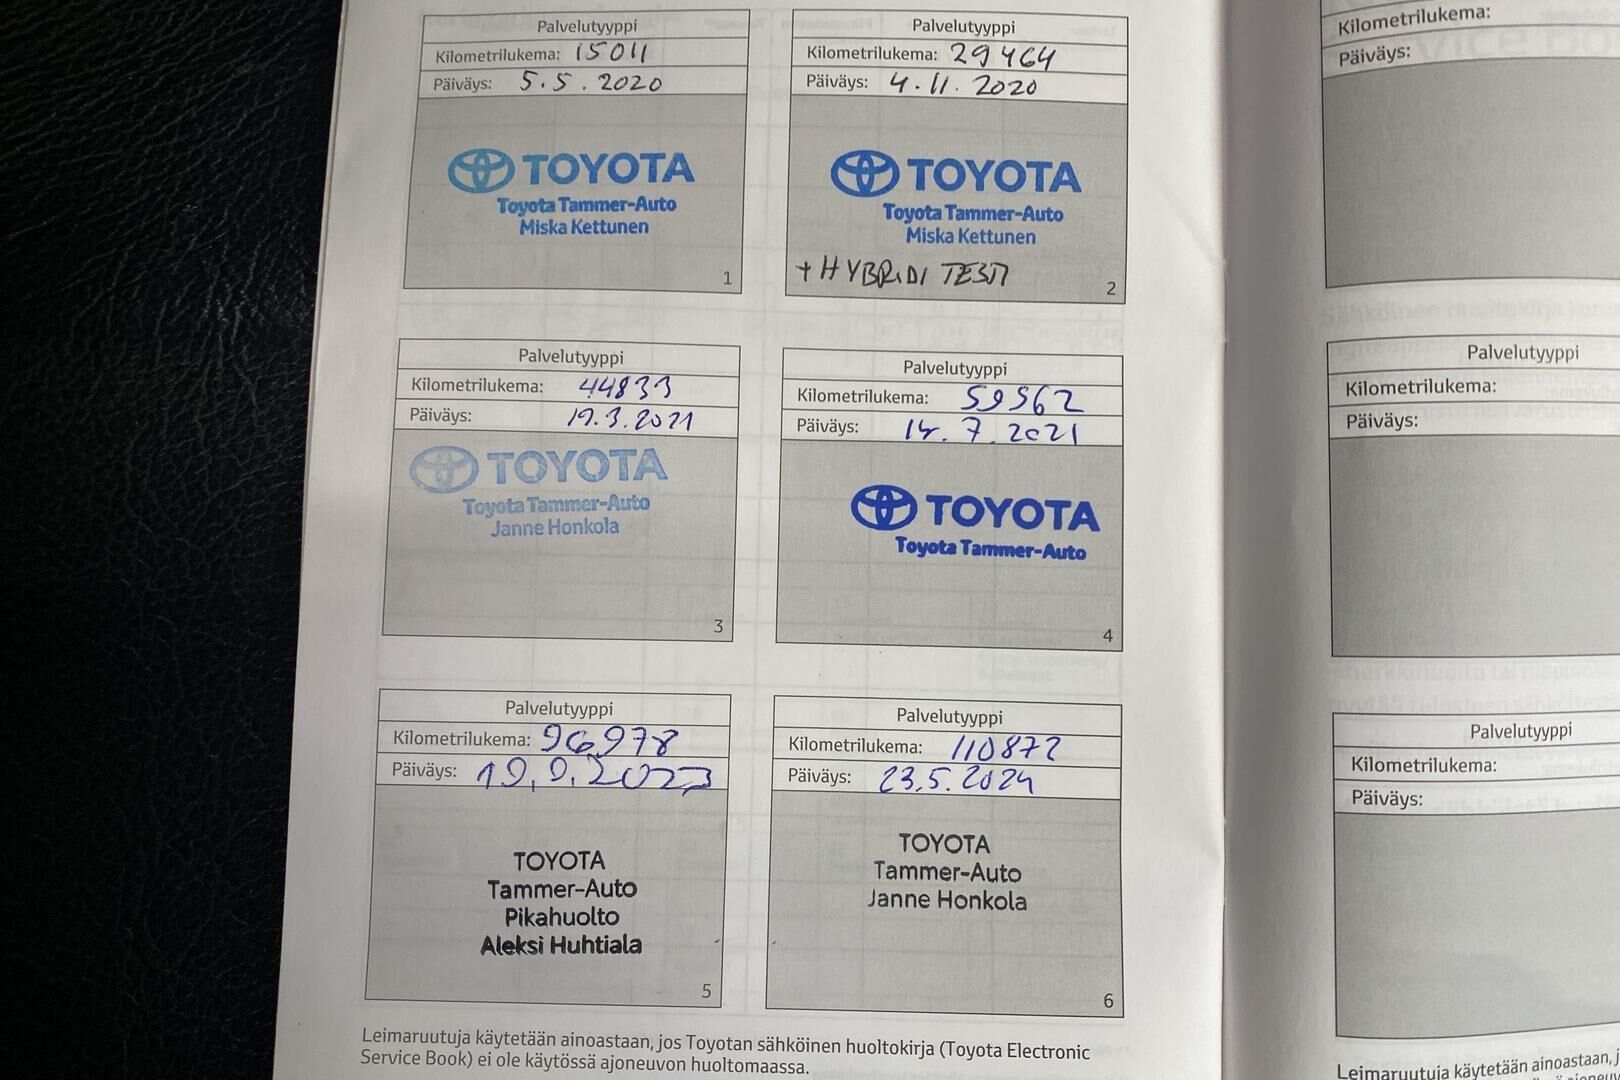 Palvelutyyppi
Kilometrilukema: 15011
Päiväys: 5.5.2020
TOYOTA
Toyota Tammer-Auto
Miska Kettunen
1
Palvelutyyppi
Kilometrilukema: 29464
Päiväys: 4.11.2020
TOYOTA
Toyota Tammer-Auto
Miska Kettunen
+ HYBRIDI TESTI
2
Palvelutyyppi
Kilometrilukema: 44833
Päiväys: 19.3.2021
TOYOTA
Toyota Tammer-Auto
Janne Honkola
3
Palvelutyyppi
Kilometrilukema: 59562
Päiväys: 14.7.2021
TOYOTA
Toyota Tammer-Auto
4
Palvelutyyppi
Kilometrilukema: 96978
Päiväys:
TOYOTA
Tammer-Auto
Pikahuolto
Aleksi Huhtiala
5
Palvelutyyppi
Kilometrilukema: 110872
Päiväys: 23.5.2024
TOYOTA
Tammer-Auto
Janne Honkola
6
Leimaruutuja käytetään ainoastaan, jos Toyotan sähköinen huoltokirja (Toyota Electronic
Service Book) ei ole käytössä ajoneuvon huoltomaassa.
Kilometrilukema:
Päiväys:
Palvelutyyppi
Kilometrilukema:
Päiväys:
Palvelutyyppi
Kilometrilukema:
Päiväys:
Leimaruutuja käytetään ainoastaan,